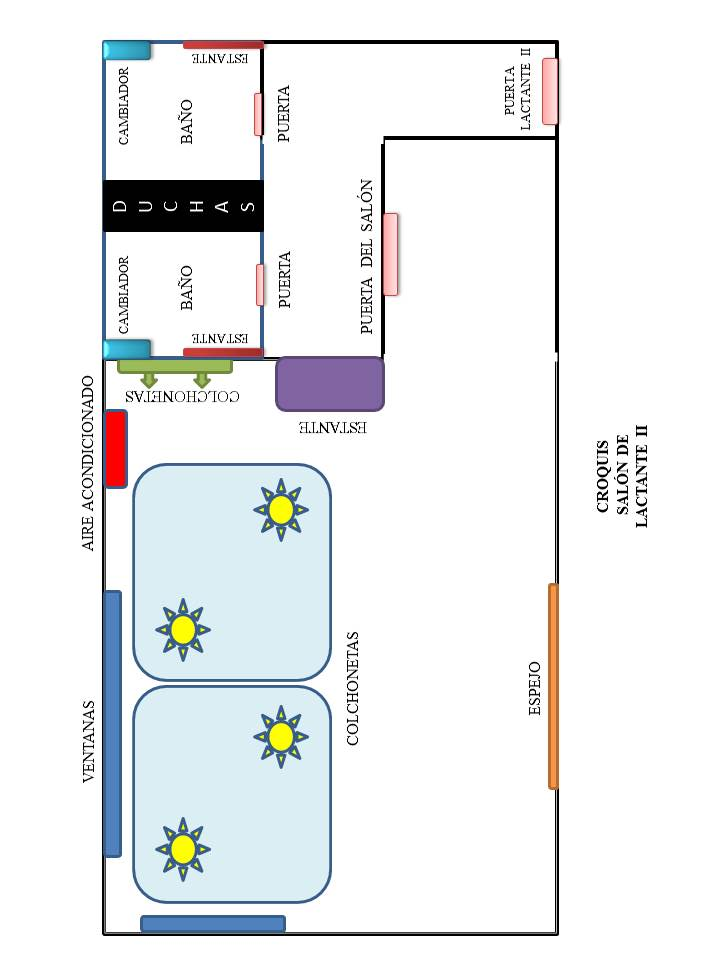 CAMBIADOR
ESTANTE
BAÑO
PUERTA
PUERTA
LACTANTE II
DUCHAS
PUERTA DEL SALÓN
CAMBIADOR
BAÑO
PUERTA
ESTANTE
COLCHONETAS
ESTANTE
AIRE ACONDICIONADO
CROQUIS
SALÓN DE
LACTANTE II
VENTANAS
COLCHONETAS
ESPEJO